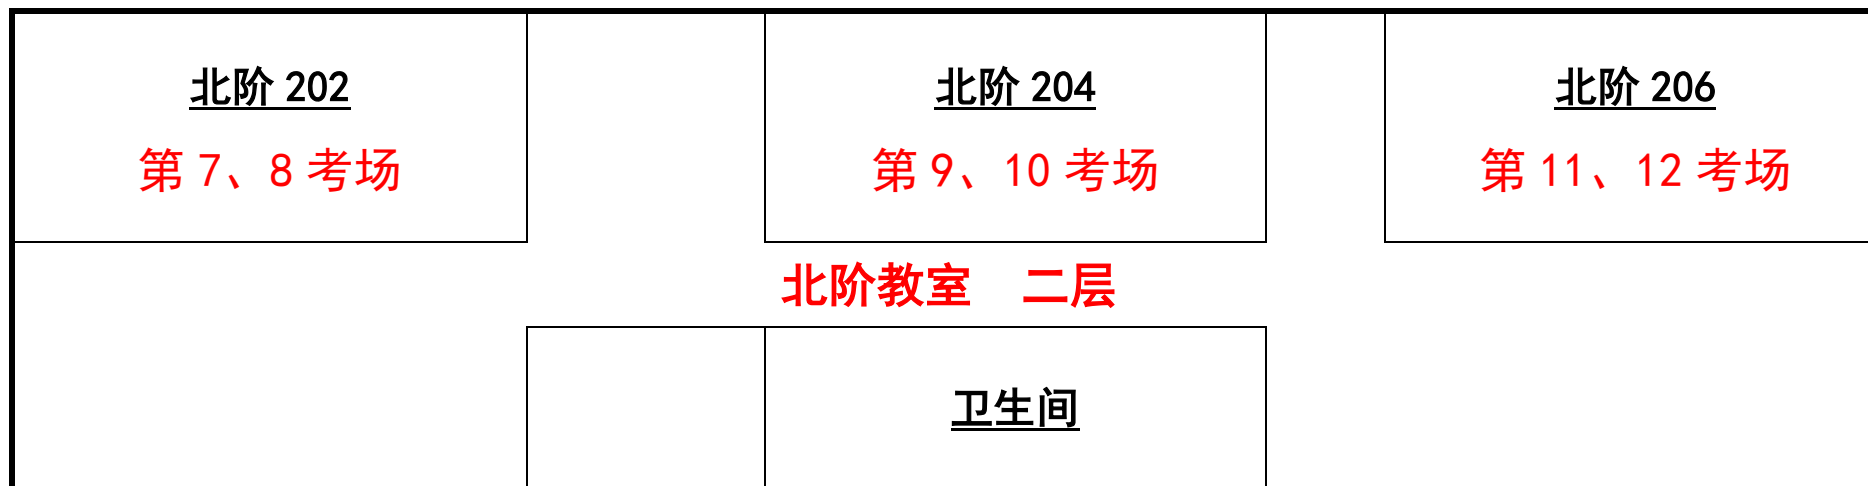 北阶 202
第 7、8 考场
北阶 204
第 9、10 考场
北阶 206
第 11、12 考场
北阶教室 二层
卫生间